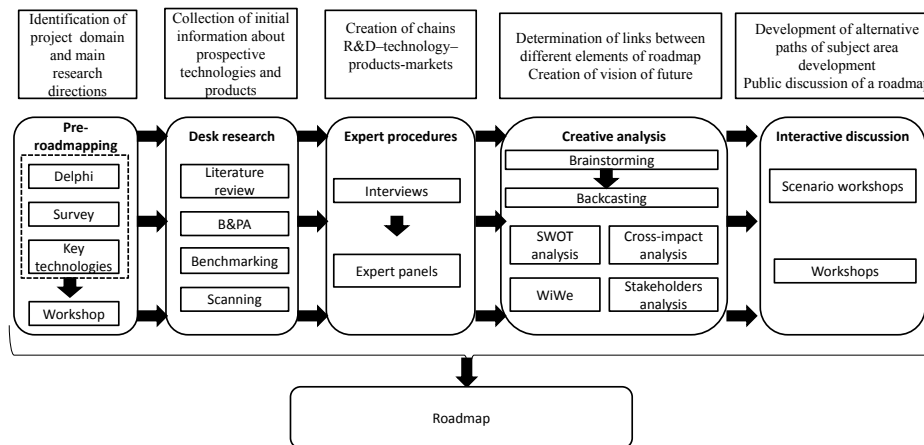 Identification of
project domain
and main
research
directions
Collection of initial
information about
prospective
technologies and
products
Creation of chains
R&D–technology–
products-markets
Determination of links between
different elements of roadmap
Creation of vision of future
Development of alternative
paths of subject area
development
Public discussion of a roadmap
Pre-
roadmapping
Delphi
Survey
Key
technologies
Workshop
Desk research
Literature
review
B&PA
Benchmarking
Scanning
Expert procedures
Interviews
Expert panels
Creative analysis
Brainstorming
Backcasting
SWOT
analysis
Cross-impact
analysis
WiWe
Stakeholders
analysis
Interactive discussion
Scenario workshops
Workshops
Roadmap